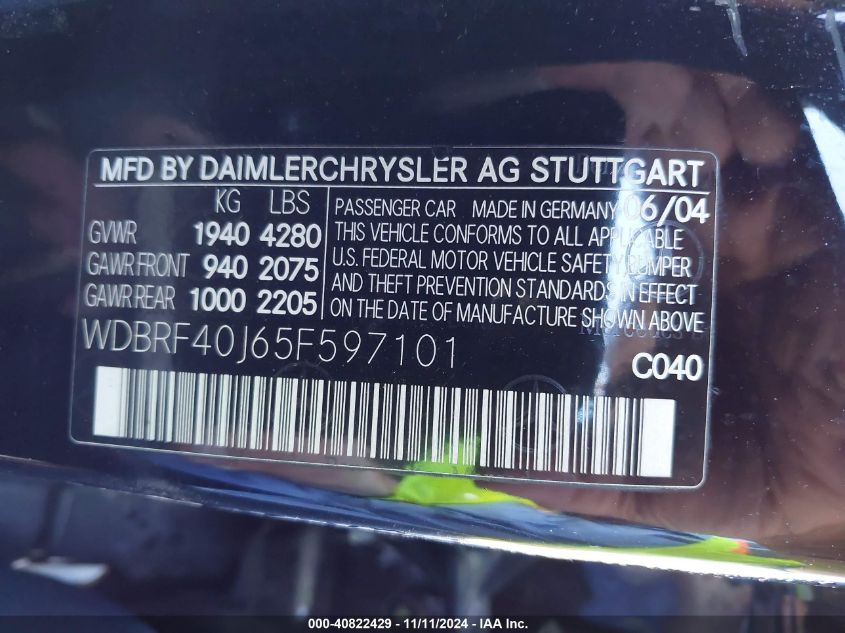 MFD BY DAIMLERCHRYSLER AG STUTTGART
KG LBS
GVWR 1940 4280
GAWR FRONT 940 2075
GAWR REAR 1000 2205
PASSENGER CAR MADE IN GERMANY 06/04
THIS VEHICLE CONFORMS TO ALL APPLICABLE
U.S. FEDERAL MOTOR VEHICLE SAFETY BUMPER
AND THEFT PREVENTION STANDARDS IN EFFECT
ON THE DATE OF MANUFACTURE SHOWN ABOVE
WDBRF40J65F597101
C040
000-40822429 - 11/11/2024 - IAA Inc.